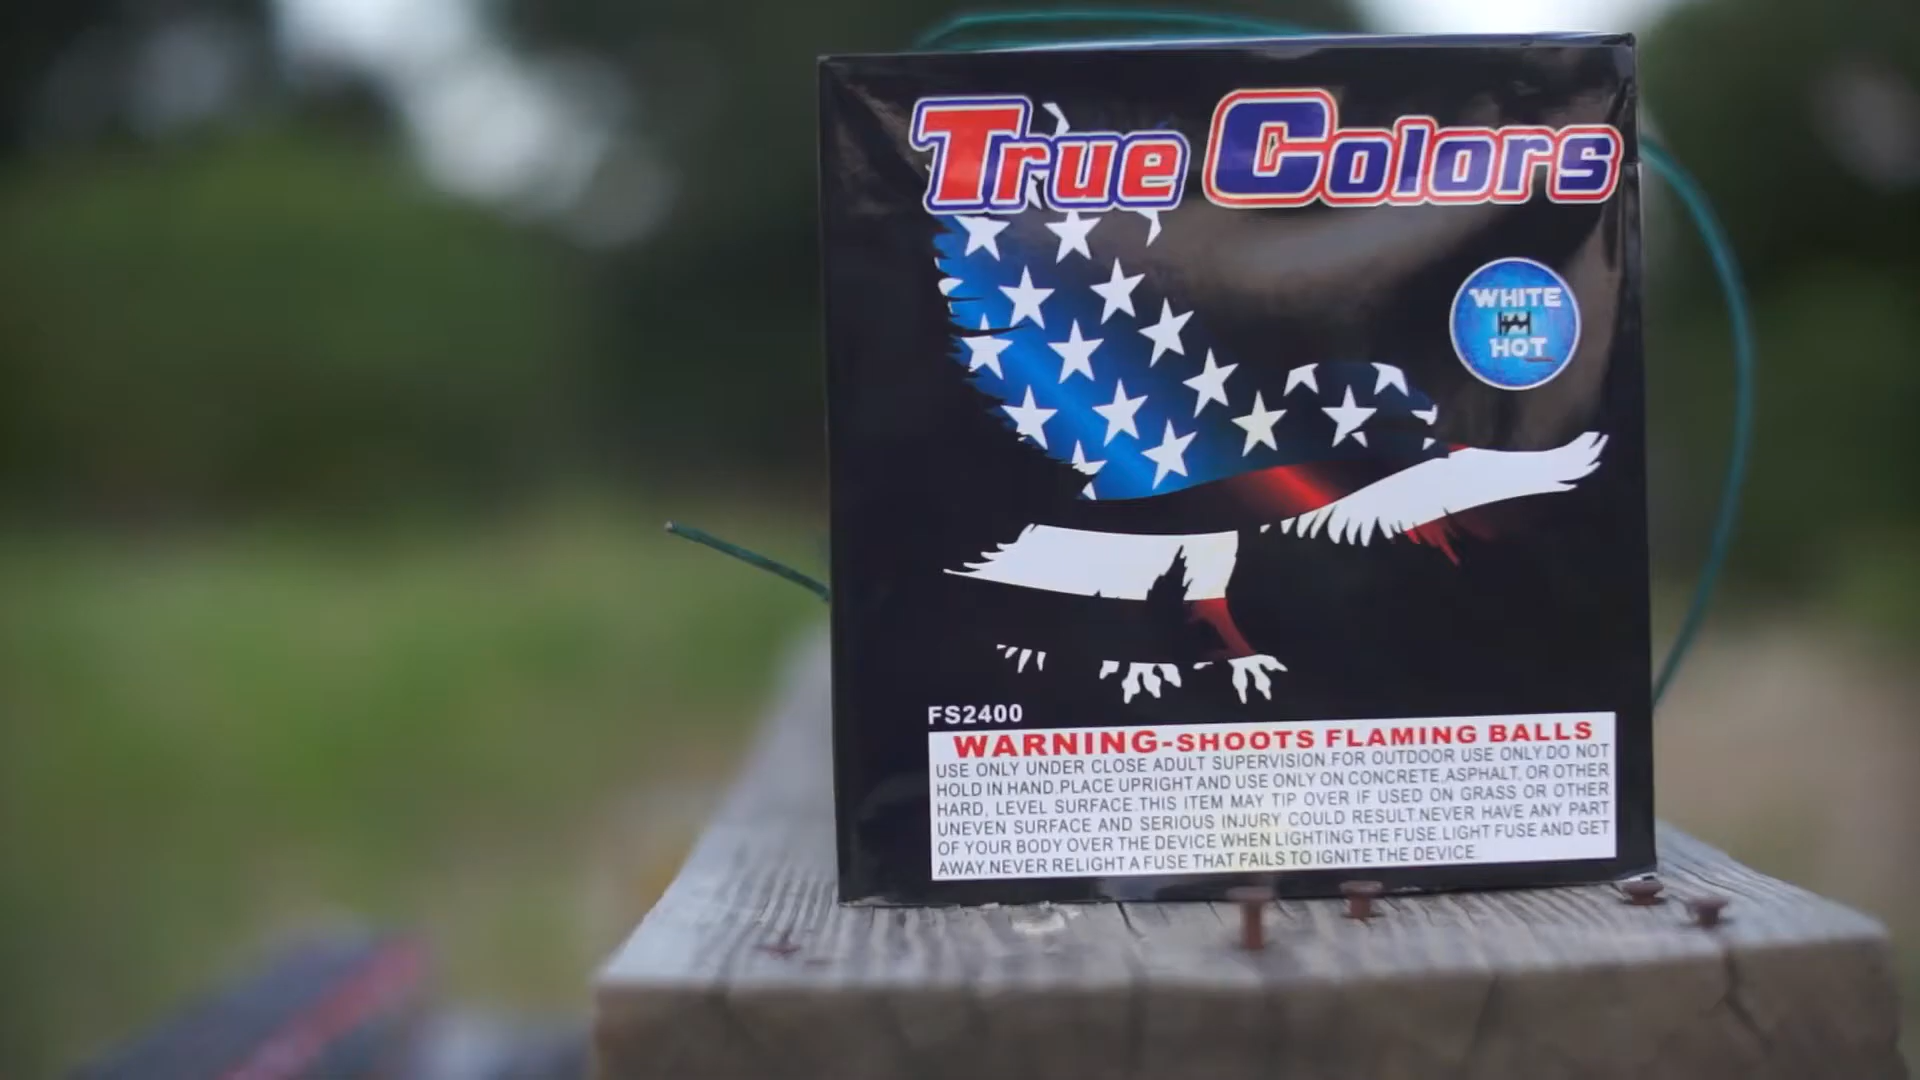 True Colors
WHITE
HOT
FS2400
WARNING-SHOOTS FLAMING BALLS
USE ONLY UNDER CLOSE ADULT SUPERVISION.FOR OUTDOOR USE ONLY.DO NOT
HOLD IN HAND.PLACE UPRIGHT AND USE ONLY ON CONCRETE,ASPHALT, OR OTHER
HARD, LEVEL SURFACE.THIS ITEM MAY TIP OVER IF USED ON GRASS OR OTHER
UNEVEN SURFACE AND SERIOUS INJURY COULD RESULT.NEVER HAVE ANY PART
OF YOUR BODY OVER THE DEVICE WHEN LIGHTING THE FUSE.LIGHT FUSE AND GET
AWAY.NEVER RELIGHT A FUSE THAT FAILS TO IGNITE THE DEVICE.